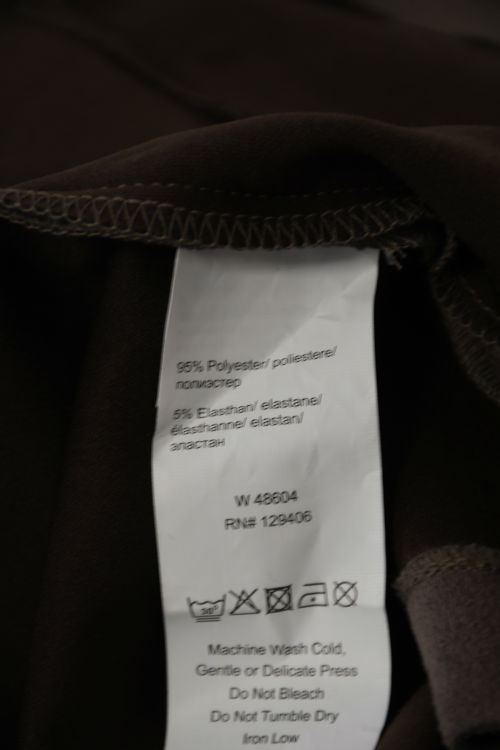 95% Polyester/ poliestere/
полиэстер
5% Elasthan/ elastane/
élasthanne/ elastan/
эластан
W 48604
RN# 129406
30°
Machine Wash Cold,
Gentle or Delicate Press
Do Not Bleach
Do Not Tumble Dry
Iron Low